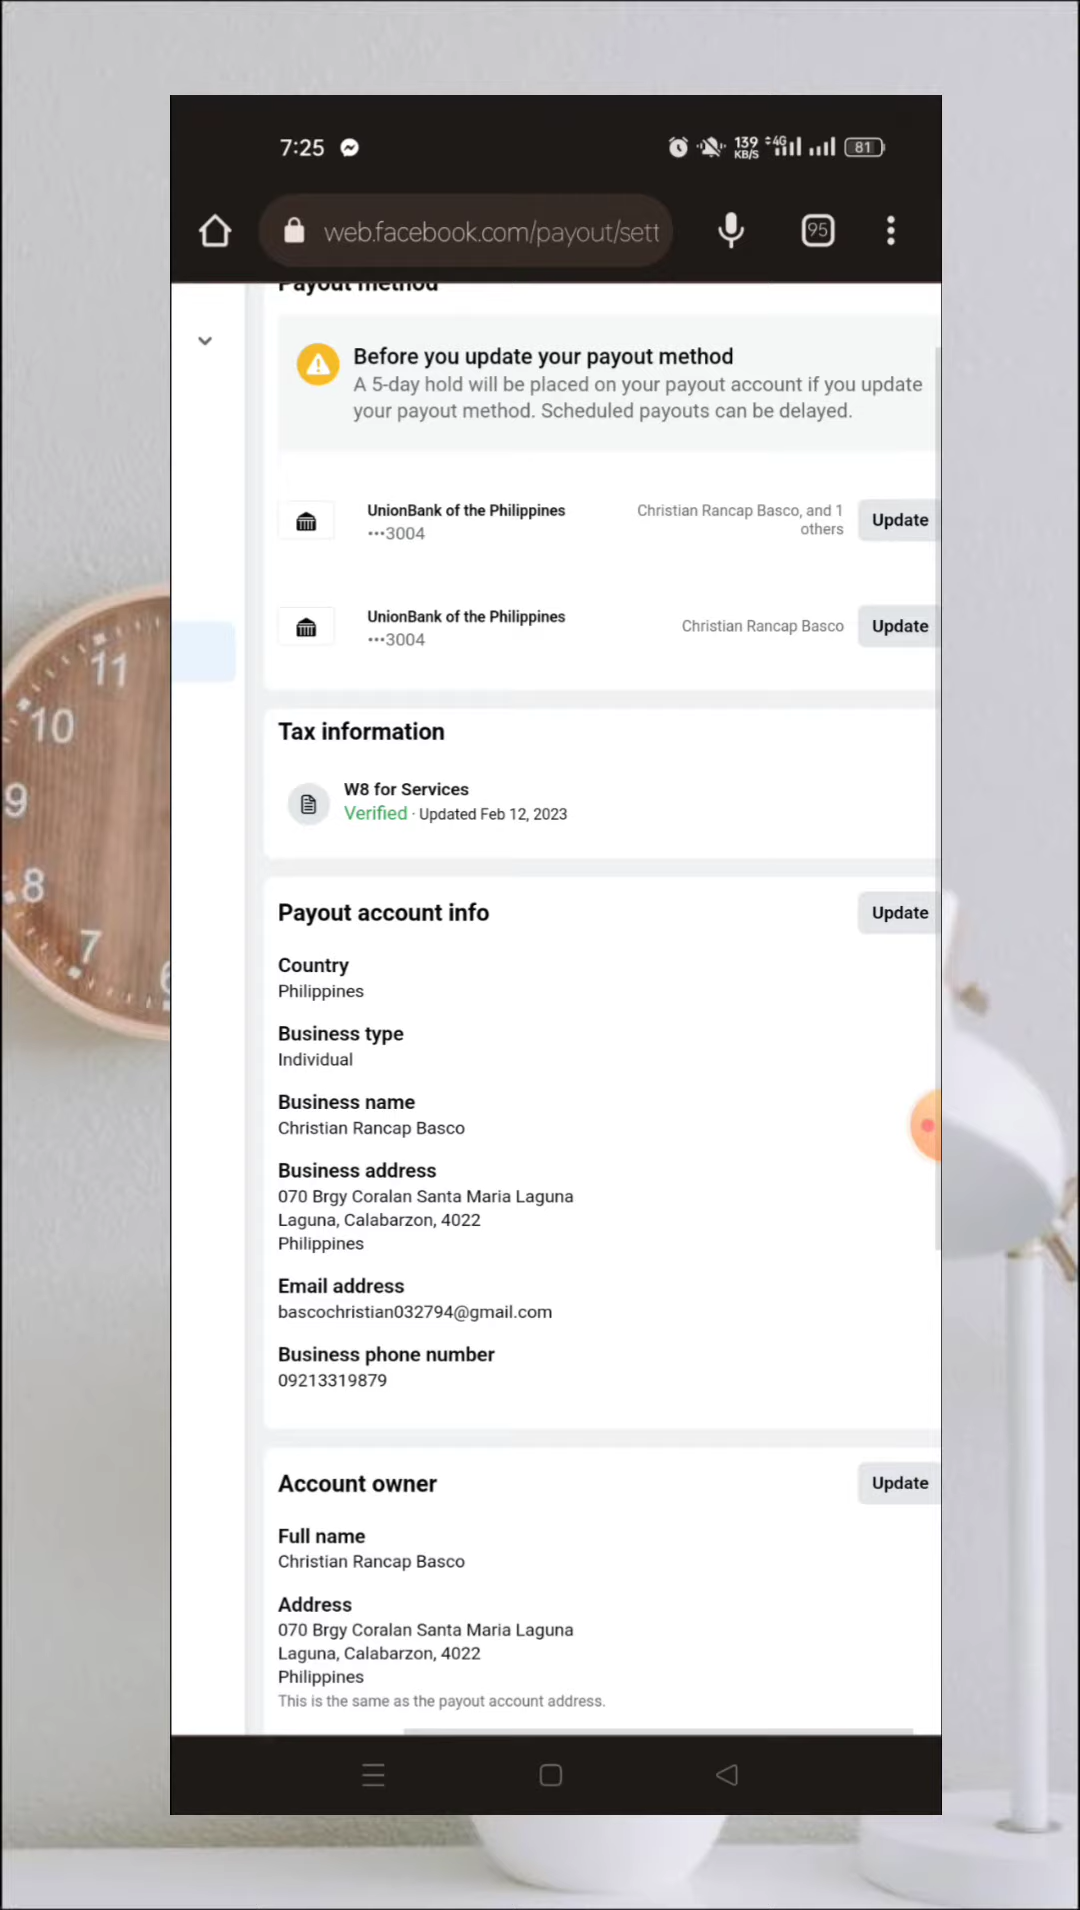 7:25
139
KB/S
4G
81
web.facebook.com/payout/sett
95
Payout method
Before you update your payout method
A 5-day hold will be placed on your payout account if you update
your payout method. Scheduled payouts can be delayed.
UnionBank of the Philippines
•••3004
Christian Rancap Basco, and 1
others
Update
UnionBank of the Philippines
•••3004
Christian Rancap Basco
Update
Tax information
W8 for Services
Verified · Updated Feb 12, 2023
Payout account info
Update
Country
Philippines
Business type
Individual
Business name
Christian Rancap Basco
Business address
070 Brgy Coralan Santa Maria Laguna
Laguna, Calabarzon, 4022
Philippines
Email address
bascochristian032794@gmail.com
Business phone number
09213319879
Account owner
Update
Full name
Christian Rancap Basco
Address
070 Brgy Coralan Santa Maria Laguna
Laguna, Calabarzon, 4022
Philippines
This is the same as the payout account address.
11
10
9
8
7
6